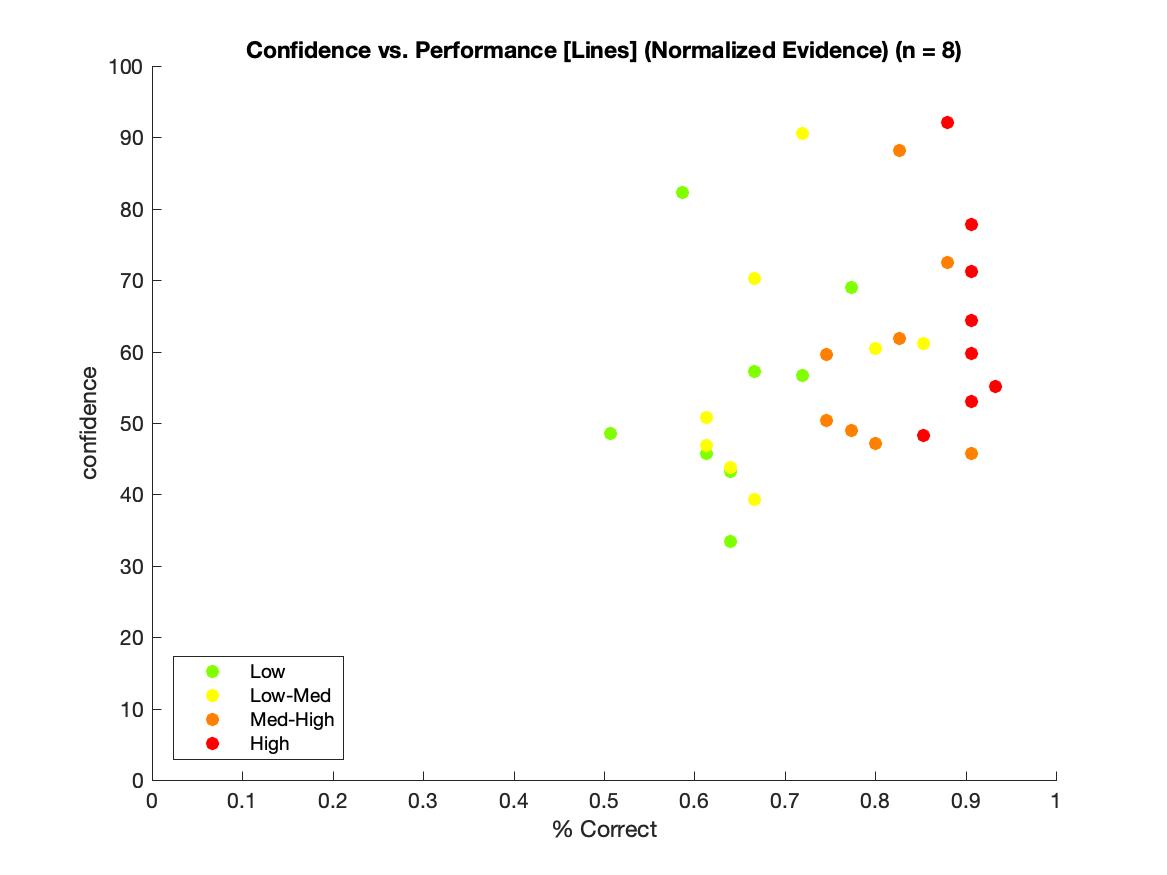 Confidence vs. Performance [Lines] (Normalized Evidence) (n = 8)
100
90
80
70
60
50
40
30
20
10
0
confidence
Low
Low-Med
Med-High
High
0 0.1 0.2 0.3 0.4 0.5 0.6 0.7 0.8 0.9 1
% Correct